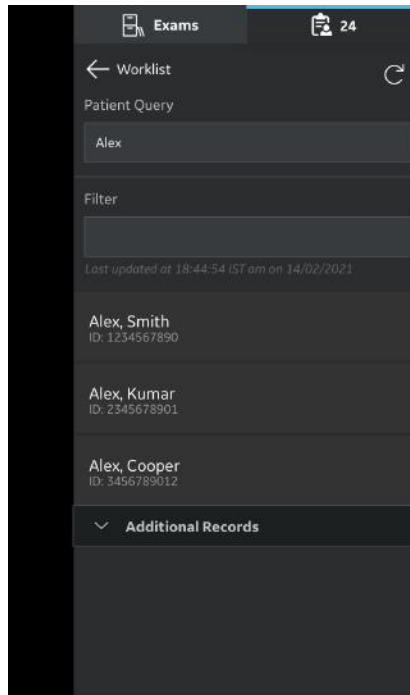 Exams
24
Worklist
Patient Query
Alex
Filter
Last updated at 18:44:54 IST am on 14/02/2021
Alex, Smith
ID: 1234567890
Alex, Kumar
ID: 2345678901
Alex, Cooper
ID: 3456789012
Additional Records